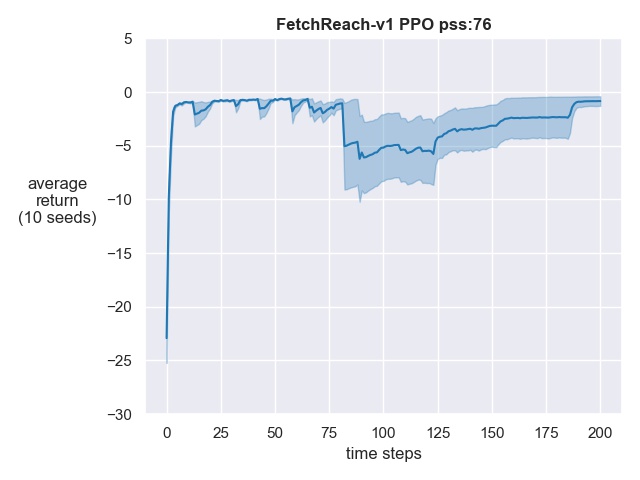 FetchReach-v1 PPO pss:76
5
0
−5
−10
−15
−20
−25
−30
average
return
(10 seeds)
0 25 50 75 100 125 150 175 200
time steps